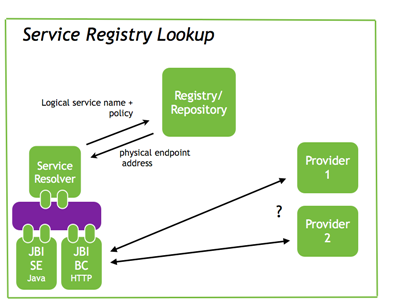 Service Registry Lookup
Logical service name +
policy
Registry/
Repository
physical endpoint
address
Service
Resolver
Provider
1
?
Provider
2
JBI
SE
Java
JBI
BC
HTTP